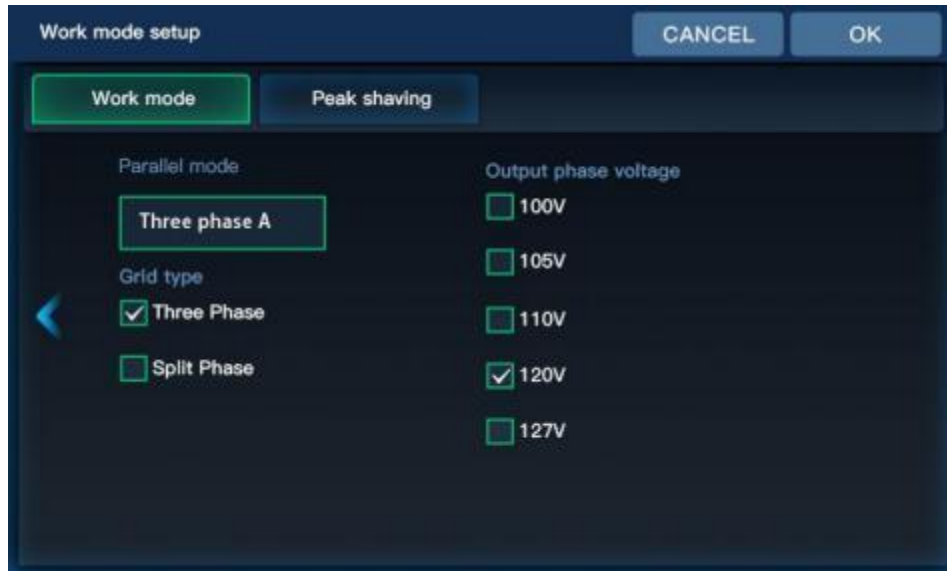 Work mode setup
CANCEL
OK
Work mode
Peak shaving
Parallel mode
Three phase A
Grid type
Three Phase
Split Phase
Output phase voltage
100V
105V
110V
120V
127V